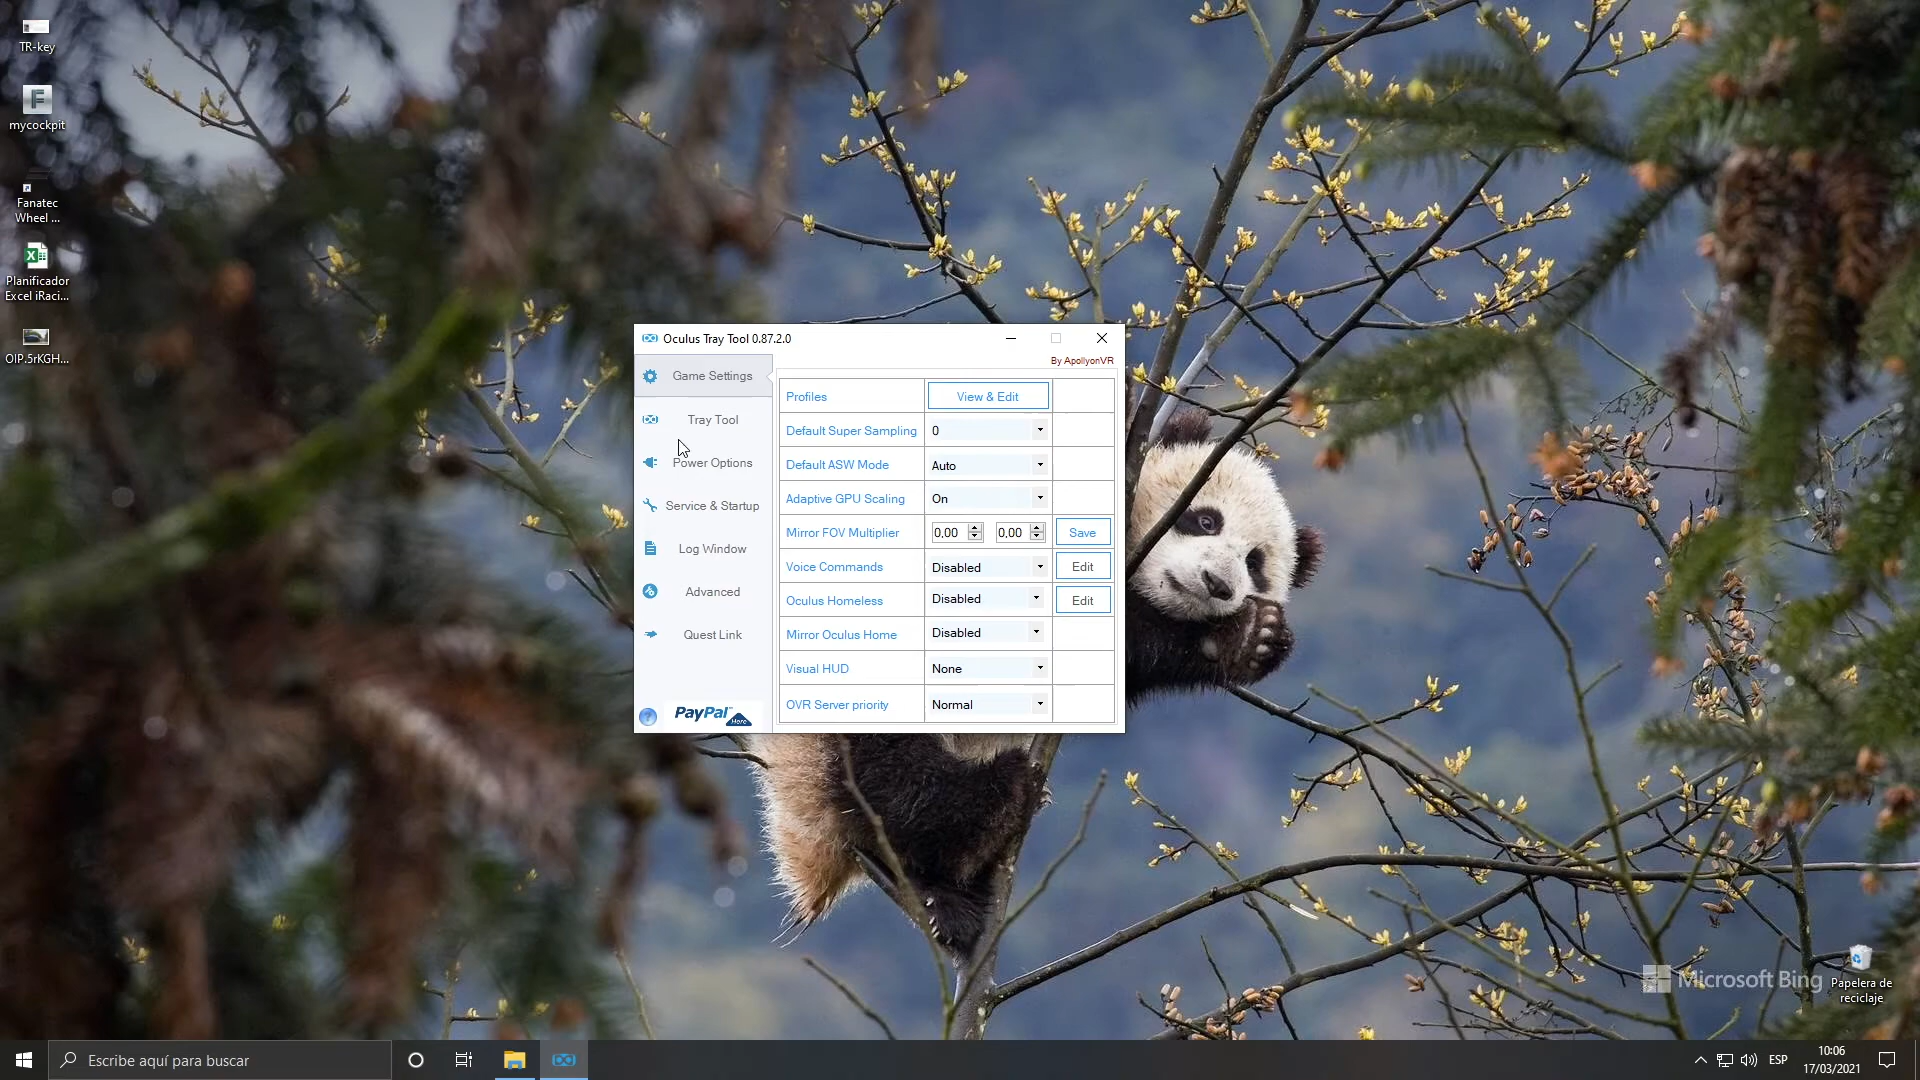 TR-key
mycockpit
Fanatec
Wheel ...
Planificador
Excel iRaci...
OIP.5rKGH...
Oculus Tray Tool 0.87.2.0
By ApollyonVR
Game Settings
Tray Tool
Power Options
Service & Startup
Log Window
Advanced
Quest Link
PayPal
Here
Profiles
View & Edit
Default Super Sampling
0
Default ASW Mode
Auto
Adaptive GPU Scaling
On
Mirror FOV Multiplier
0,00
0,00
Save
Voice Commands
Disabled
Edit
Oculus Homeless
Disabled
Edit
Mirror Oculus Home
Disabled
Visual HUD
None
OVR Server priority
Normal
Microsoft Bing
Papelera de
reciclaje
Escribe aquí para buscar
ESP
10:06
17/03/2021